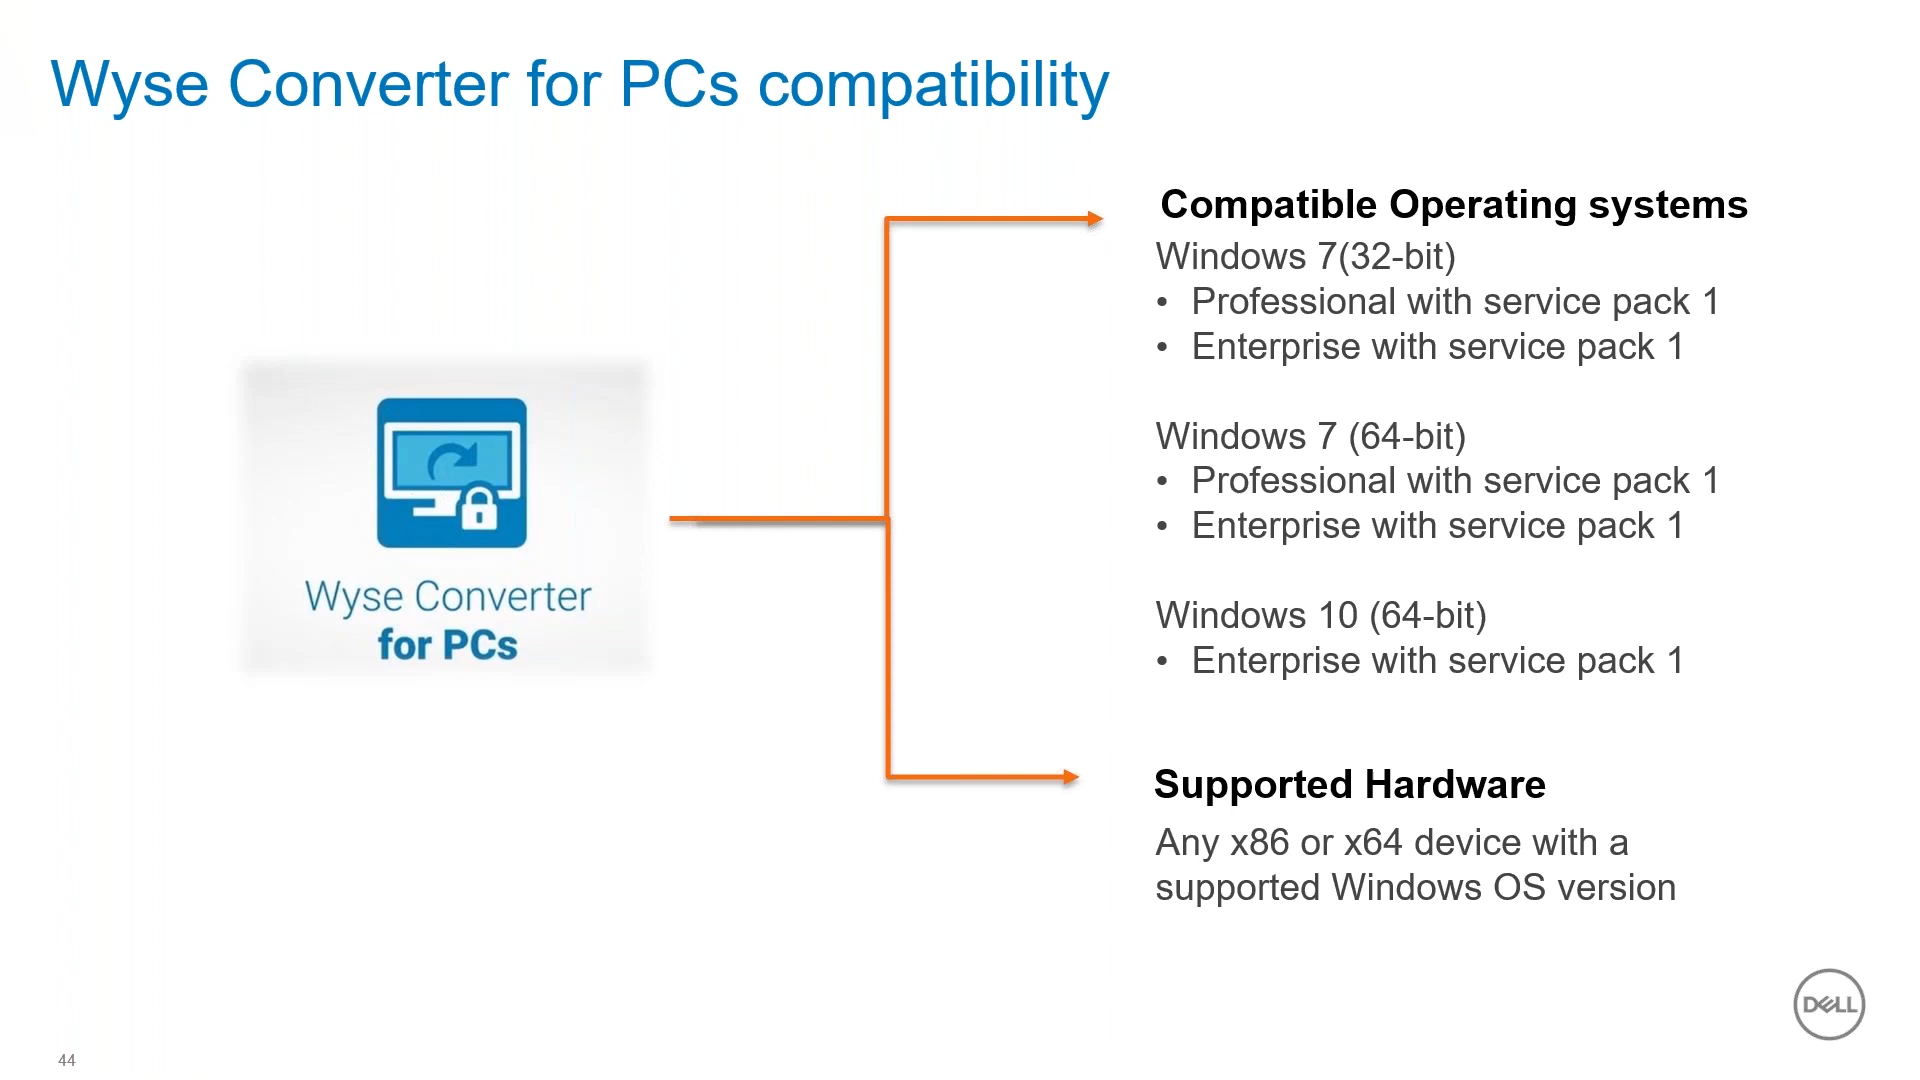 Wyse Converter for PCs compatibility
Wyse Converter
for PCs
Compatible Operating systems
Windows 7(32-bit)
• Professional with service pack 1
• Enterprise with service pack 1
Windows 7 (64-bit)
• Professional with service pack 1
• Enterprise with service pack 1
Windows 10 (64-bit)
• Enterprise with service pack 1
Supported Hardware
Any x86 or x64 device with a
supported Windows OS version
DELL
44